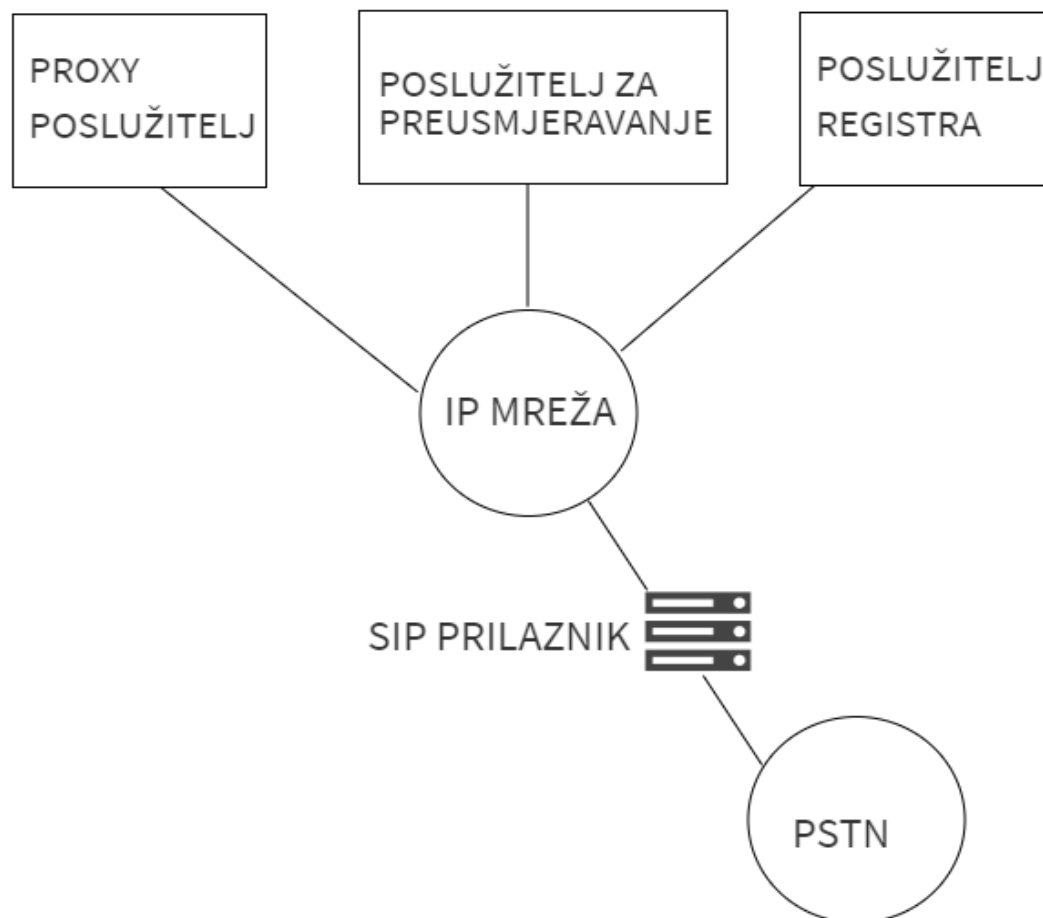 PROXY
POSLUŽITELJ
POSLUŽITELJ ZA
PREUSMJERAVANJE
POSLUŽITELJ
REGISTRA
IP MREŽA
SIP PRILAZNIK
PSTN